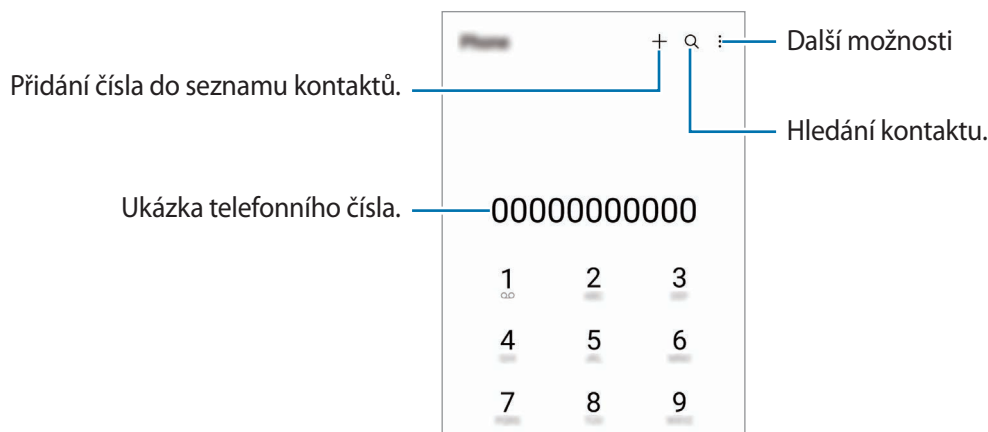 Phone
Další možnosti
Přidání čísla do seznamu kontaktů.
Hledání kontaktu.
Ukázka telefonního čísla.
00000000000
1 2 3
4 5 6
7 8 9